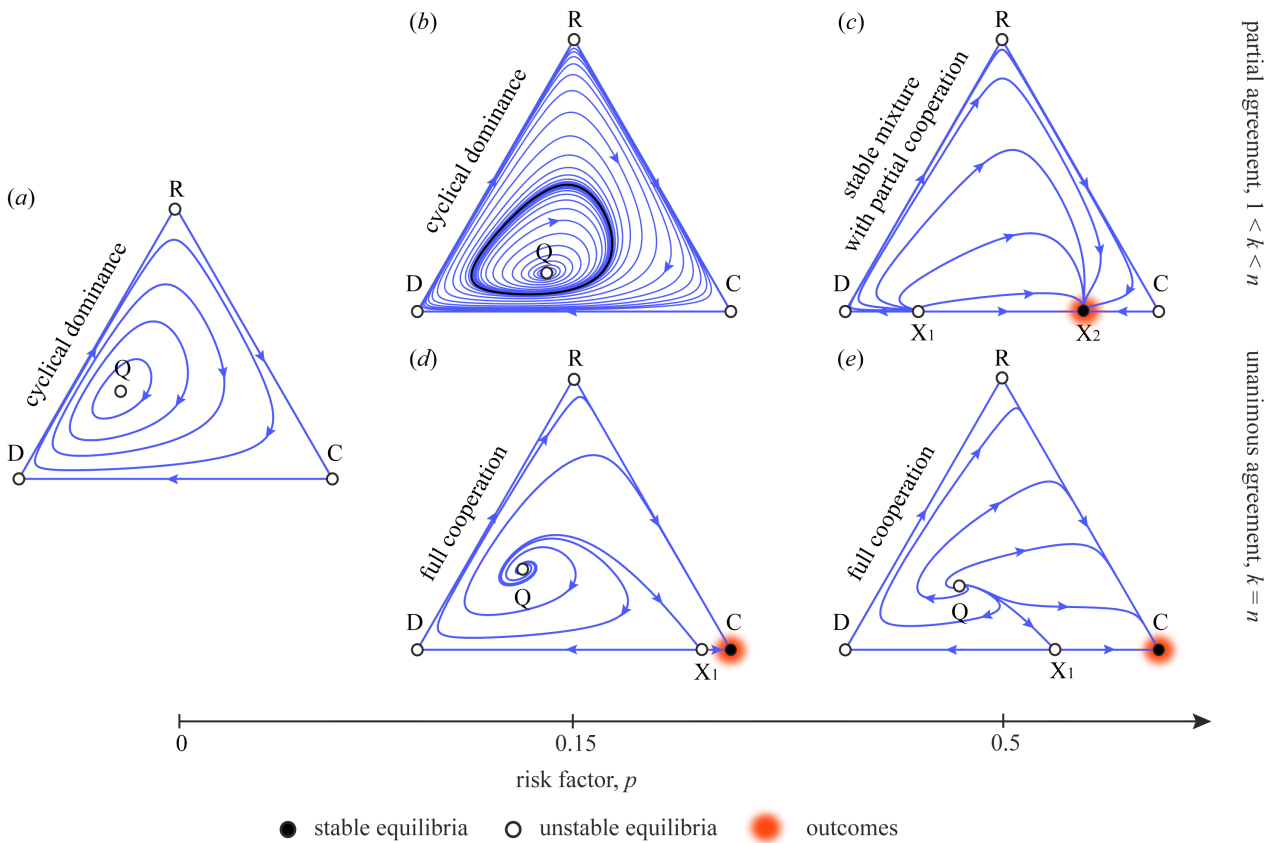 (a)
R
cyclical dominance
Q
D
C
(b)
R
cyclical dominance
Q
D
C
(c)
R
stable mixture
with partial cooperation
D
C
X1
X2
partial agreement, 1 < k < n
(d)
R
full cooperation
Q
D
C
X1
(e)
R
full cooperation
Q
D
C
X1
unanimous agreement, k = n
0
0.15
0.5
risk factor, p
stable equilibria
unstable equilibria
outcomes